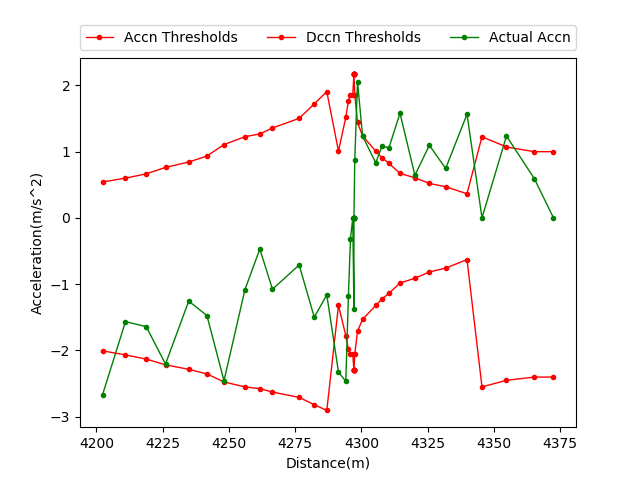 Accn Thresholds Dccn Thresholds Actual Accn
2
1
0
−1
−2
−3
Acceleration(m/s^2)
4200 4225 4250 4275 4300 4325 4350 4375
Distance(m)